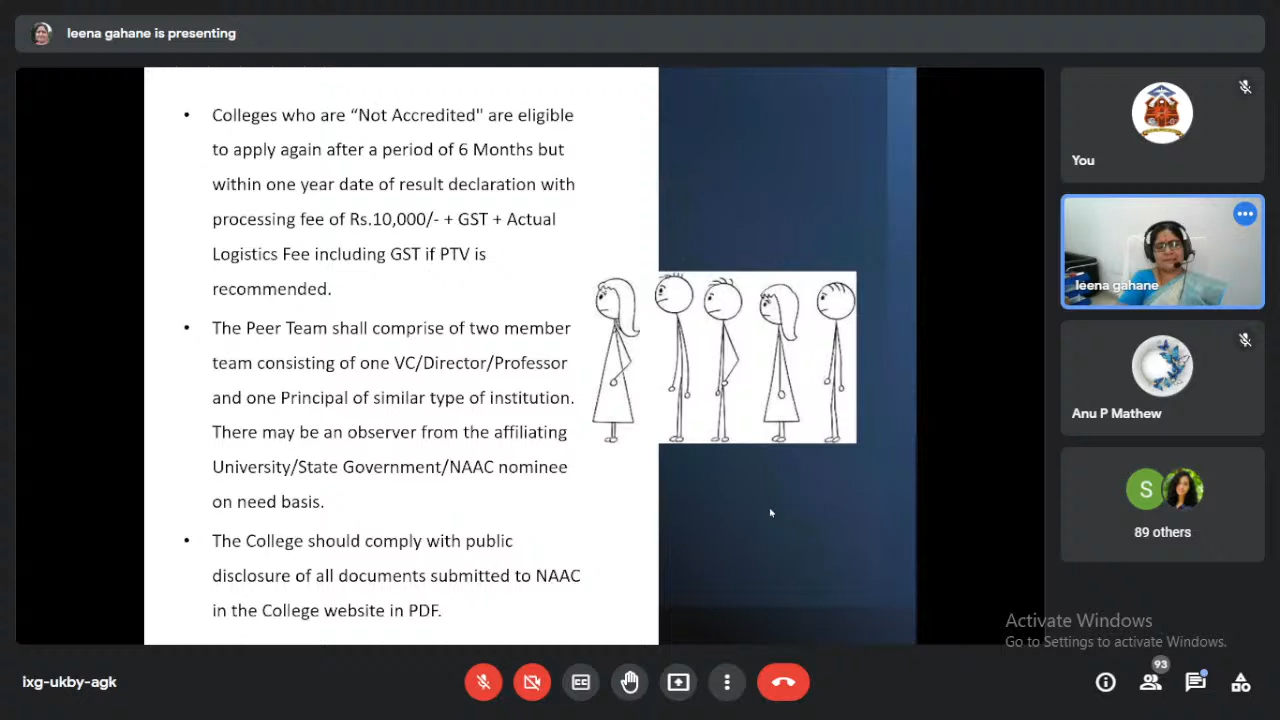 leena gahane is presenting
• Colleges who are “Not Accredited" are eligible
to apply again after a period of 6 Months but
within one year date of result declaration with
processing fee of Rs.10,000/- + GST + Actual
Logistics Fee including GST if PTV is
recommended.
• The Peer Team shall comprise of two member
team consisting of one VC/Director/Professor
and one Principal of similar type of institution.
There may be an observer from the affiliating
University/State Government/NAAC nominee
on need basis.
• The College should comply with public
disclosure of all documents submitted to NAAC
in the College website in PDF.
You
leena gahane
Anu P Mathew
S
89 others
Activate Windows
Go to Settings to activate Windows.
ixg-ukby-agk
CC
93